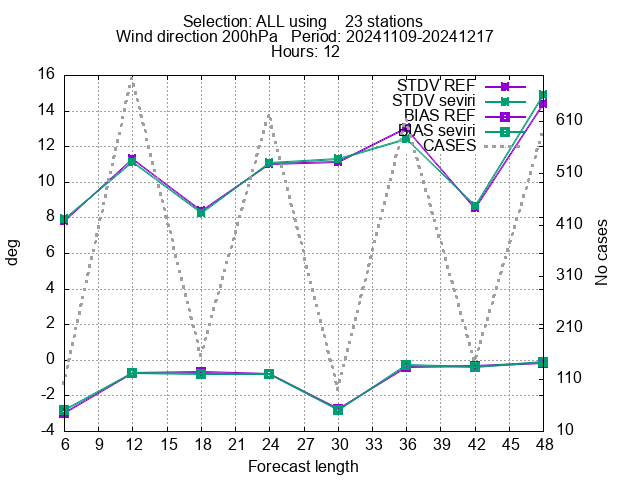 Selection: ALL using    23 stations
Wind direction 200hPa   Period: 20241109-20241217
Hours: 12
STDV REF
STDV seviri
BIAS REF
BIAS seviri
CASES
16
14
12
10
8
6
4
2
0
-2
-4
deg
610
510
410
310
210
110
10
No cases
6 9 12 15 18 21 24 27 30 33 36 39 42 45 48
Forecast length